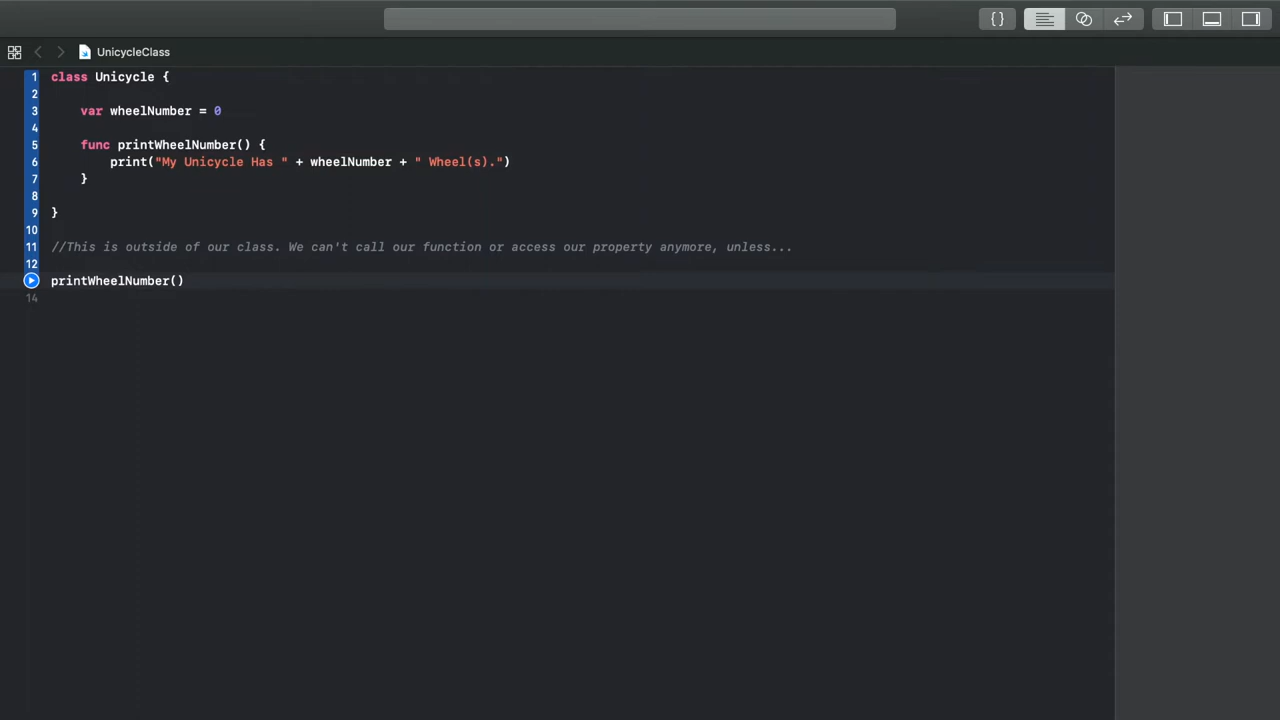 {}
UnicycleClass
1 class Unicycle {
2
3 var wheelNumber = 0
4
5 func printWheelNumber() {
6 print("My Unicycle Has " + wheelNumber + " Wheel(s).")
7 }
8
9 }
10
11 //This is outside of our class. We can't call our function or access our property anymore, unless...
12
printWheelNumber()
14